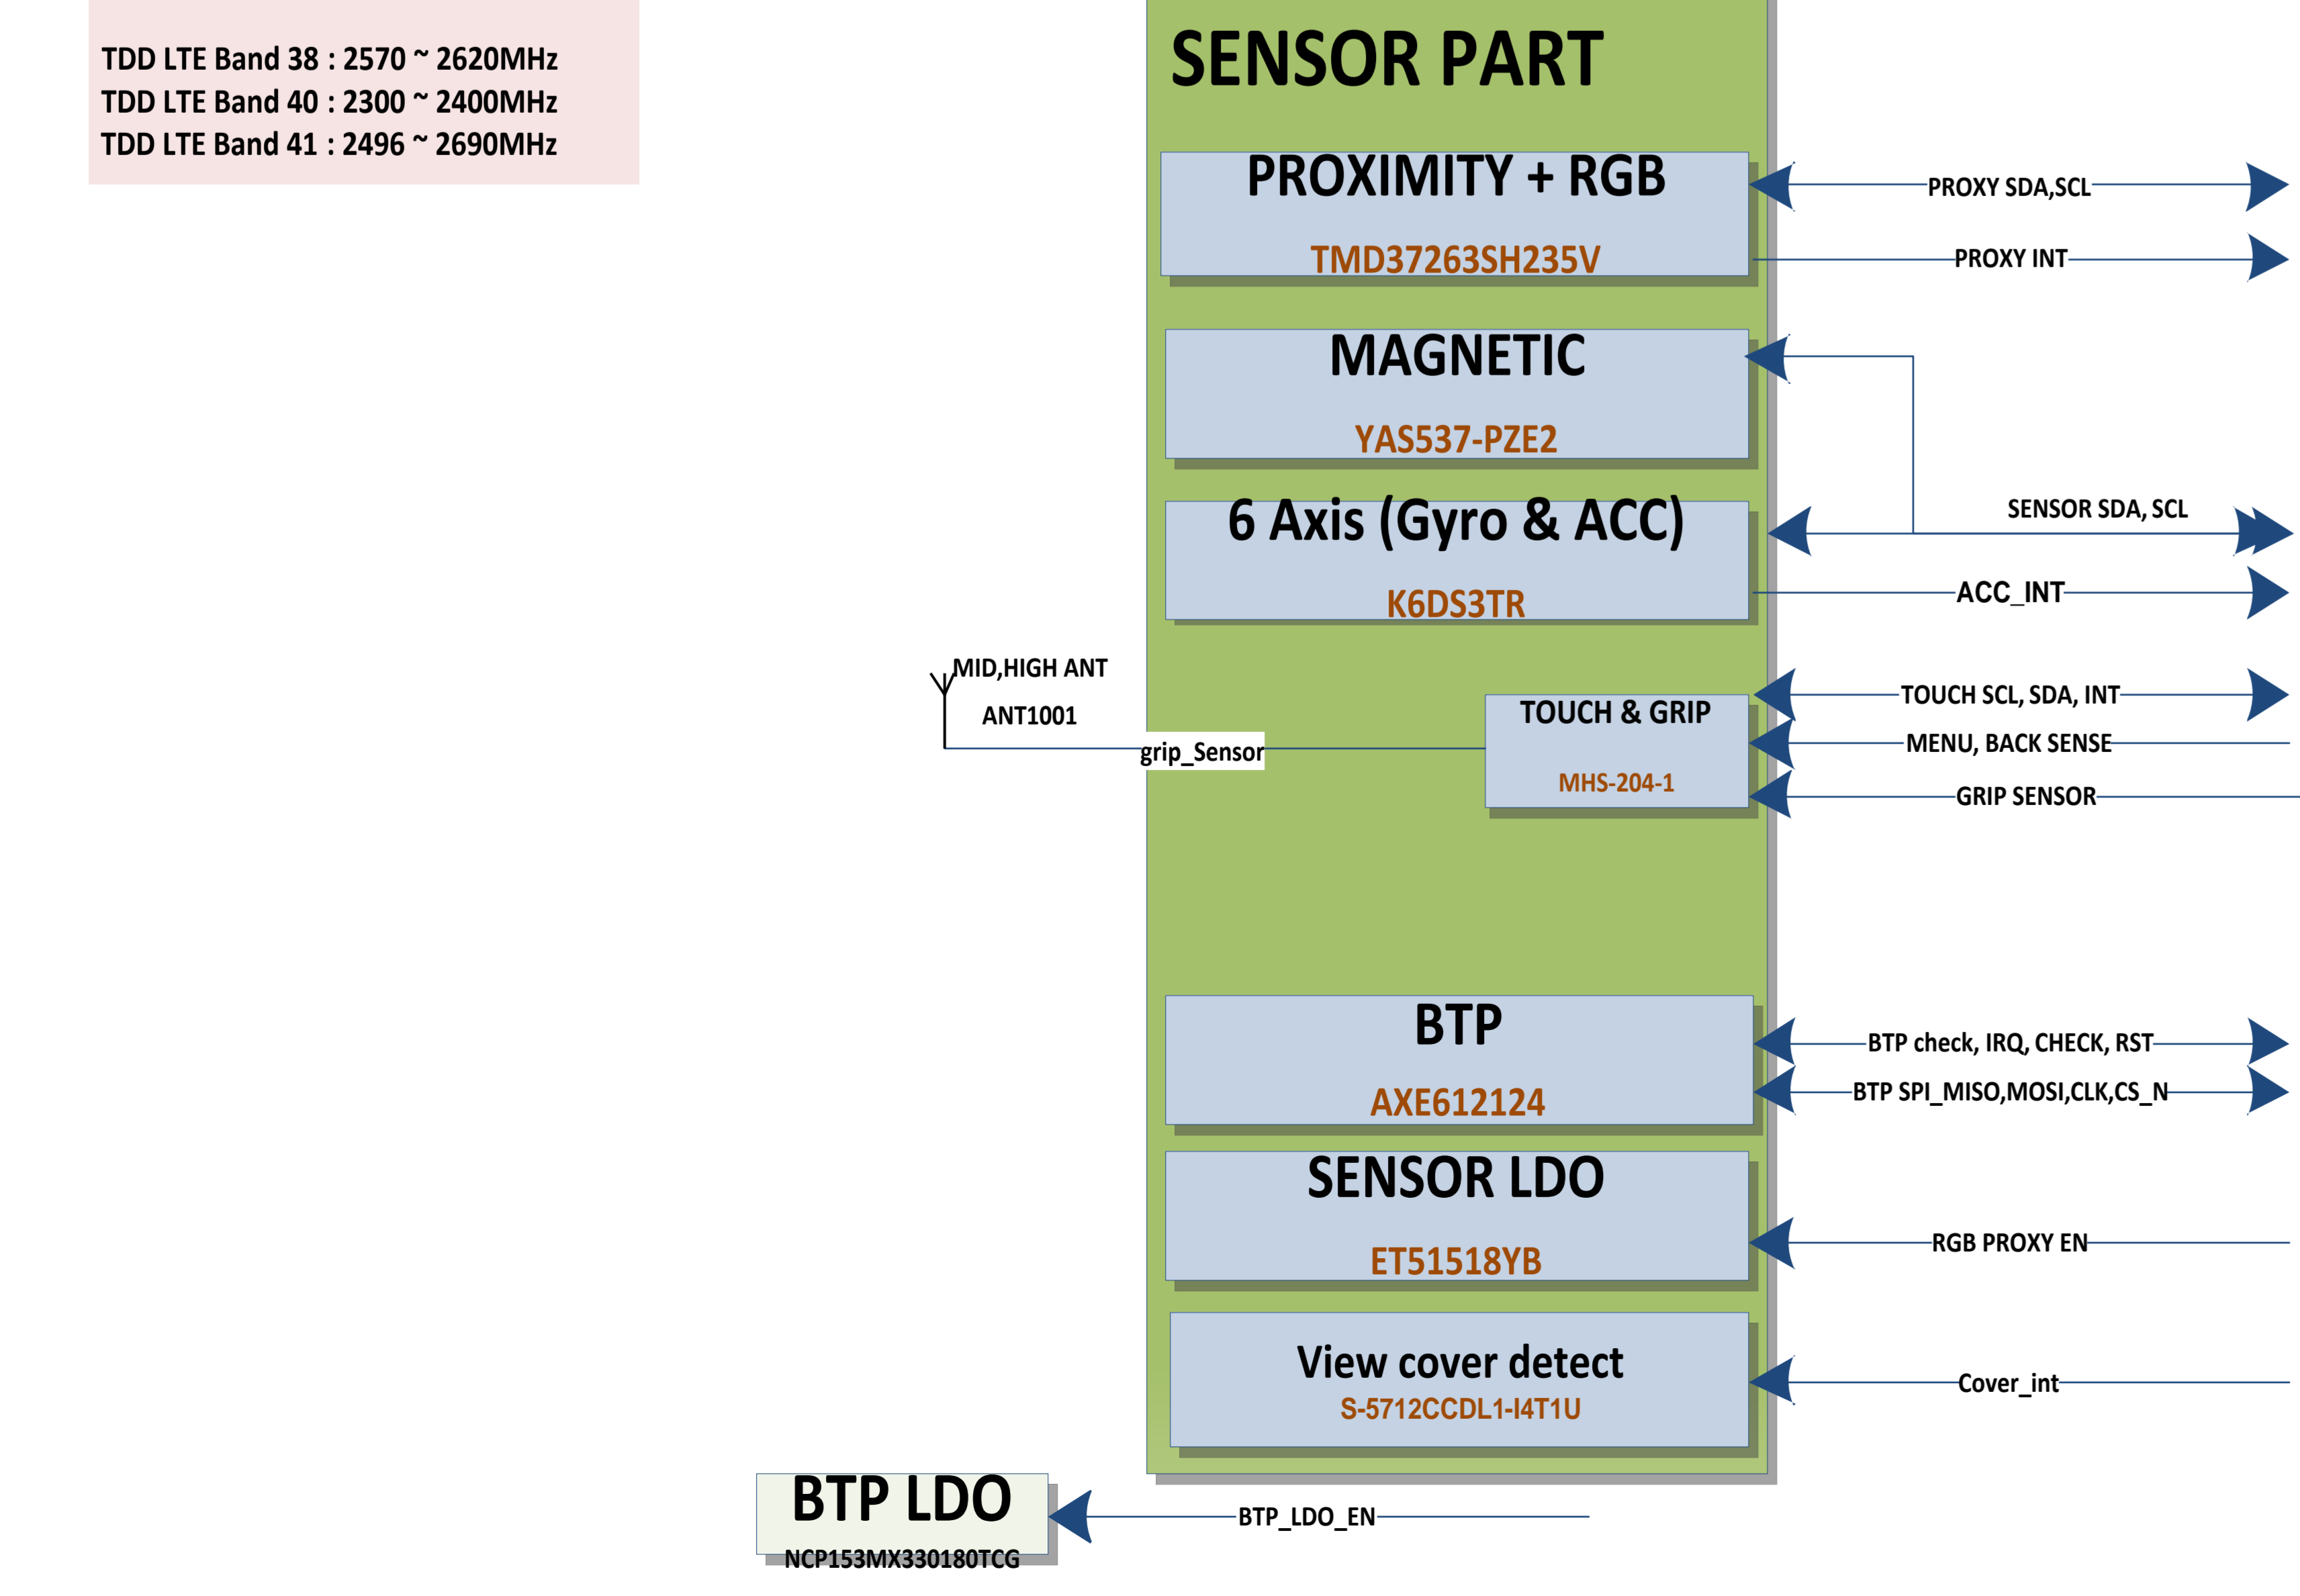 TDD LTE Band 38 : 2570 ~ 2620MHz
TDD LTE Band 40 : 2300 ~ 2400MHz
TDD LTE Band 41 : 2496 ~ 2690MHz
SENSOR PART
PROXIMITY + RGB
TMD37263SH235V
PROXY SDA,SCL
PROXY INT
MAGNETIC
YAS537-PZE2
6 Axis (Gyro & ACC)
K6DS3TR
SENSOR SDA, SCL
ACC_INT
MID,HIGH ANT
ANT1001
grip_Sensor
TOUCH & GRIP
MHS-204-1
TOUCH SCL, SDA, INT
MENU, BACK SENSE
GRIP SENSOR
BTP
AXE612124
BTP check, IRQ, CHECK, RST
BTP SPI_MISO,MOSI,CLK,CS_N
SENSOR LDO
ET51518YB
RGB PROXY EN
View cover detect
S-5712CCDL1-I4T1U
Cover_int
BTP LDO
NCP153MX330180TCG
BTP_LDO_EN